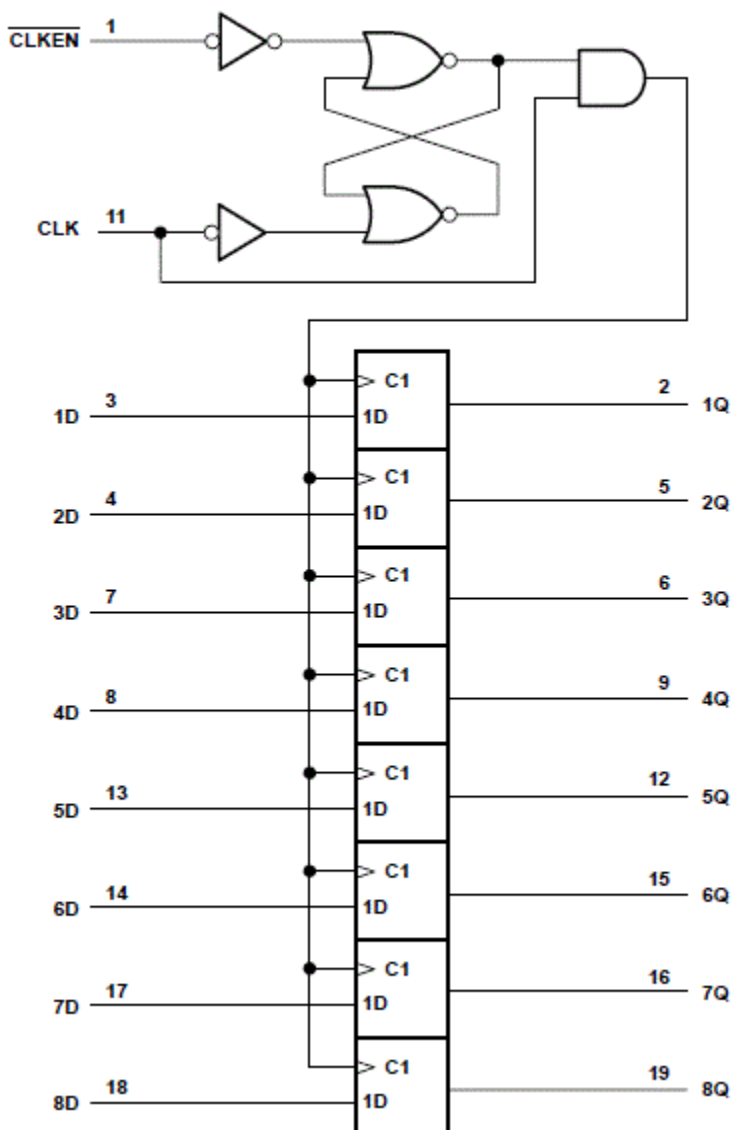 CLKEN 1
CLK 11
C1
1D 3 1D 2 1Q
C1
2D 4 1D 5 2Q
C1
3D 7 1D 6 3Q
C1
4D 8 1D 9 4Q
C1
5D 13 1D 12 5Q
C1
6D 14 1D 15 6Q
C1
7D 17 1D 16 7Q
C1
8D 18 1D 19 8Q